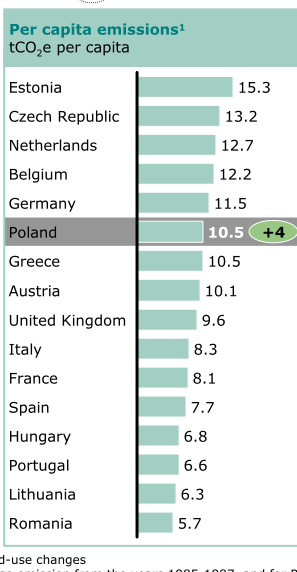 Per capita emissions¹
tCO₂e per capita
Estonia 15.3
Czech Republic 13.2
Netherlands 12.7
Belgium 12.2
Germany 11.5
Poland 10.5 +4
Greece 10.5
Austria 10.1
United Kingdom 9.6
Italy 8.3
France 8.1
Spain 7.7
Hungary 6.8
Portugal 6.6
Lithuania 6.3
Romania 5.7
d-use changes